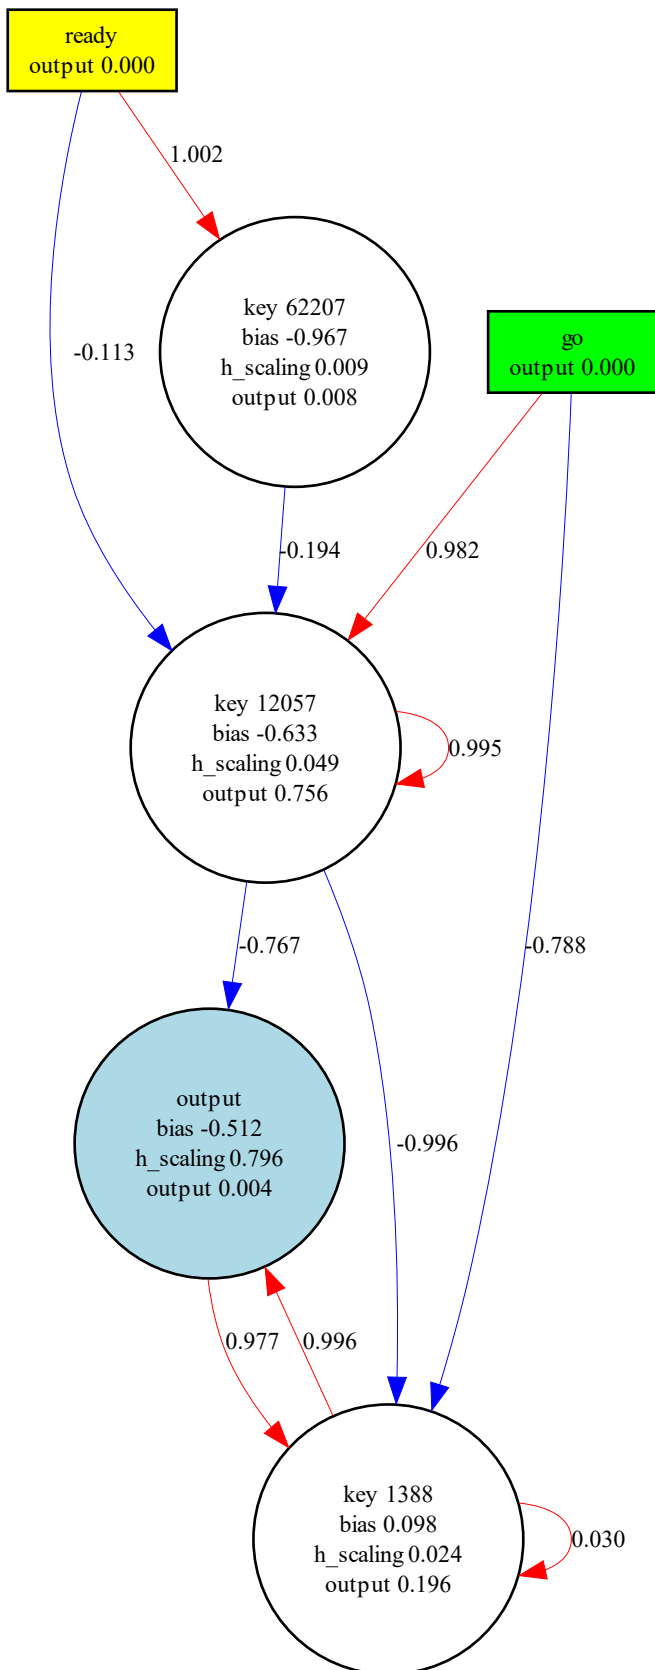 ready
output 0.000
1.002
key 62207
bias -0.967
h_scaling 0.009
output 0.008
go
output 0.000
-0.113
-0.194
0.982
key 12057
bias -0.633
h_scaling 0.049
output 0.756
0.995
-0.767
-0.788
output
bias -0.512
h_scaling 0.796
output 0.004
-0.996
0.977
0.996
key 1388
bias 0.098
h_scaling 0.024
output 0.196
0.030